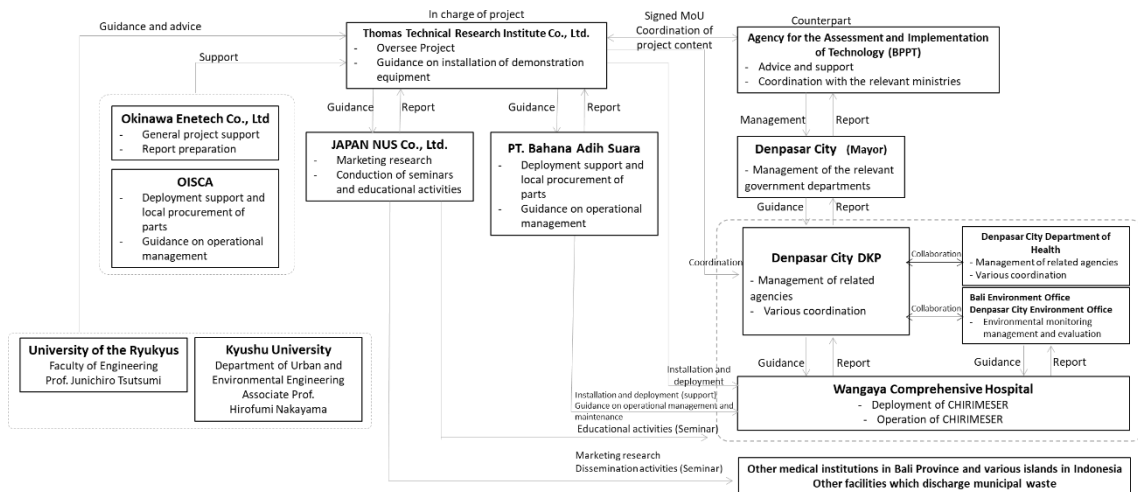 In charge of project
Thomas Technical Research Institute Co., Ltd.
- Oversee Project
- Guidance on installation of demonstration
equipment
Guidance and advice
Support
Signed MoU
Coordination of
project content
Counterpart
Agency for the Assessment and Implementation
of Technology (BPPT)
- Advice and support
- Coordination with the relevant ministries
Okinawa Enetech Co., Ltd
- General project support
- Report preparation
OISCA
- Deployment support and
local procurement of
parts
- Guidance on operational
management
Guidance
Report
JAPAN NUS Co., Ltd.
- Marketing research
- Conduction of seminars
and educational activities
Guidance
Report
PT. Bahana Adih Suara
- Deployment support and
local procurement of
parts
- Guidance on operational
management
Management
Report
Denpasar City (Mayor)
- Management of the relevant
government departments
Guidance
Report
Coordination
Denpasar City DKP
- Management of related
agencies
- Various coordination
Collaboration
Denpasar City Department of
Health
- Management of related agencies
- Various coordination
Collaboration
Bali Environment Office
Denpasar City Environment Office
- Environmental monitoring
management and evaluation
University of the Ryukyus
Faculty of Engineering
Prof. Junichiro Tsutsumi
Kyushu University
Department of Urban and
Environmental Engineering
Associate Prof.
Hirofumi Nakayama
Guidance
Report
Guidance
Report
Installation and
deployment
Installation and deployment (support)
Guidance on operational management and
maintenance
Educational activities (Seminar)
Wangaya Comprehensive Hospital
- Deployment of CHIRIMESER
- Operation of CHIRIMESER
Marketing research
Dissemination activities (Seminar)
Other medical institutions in Bali Province and various islands in Indonesia
Other facilities which discharge municipal waste